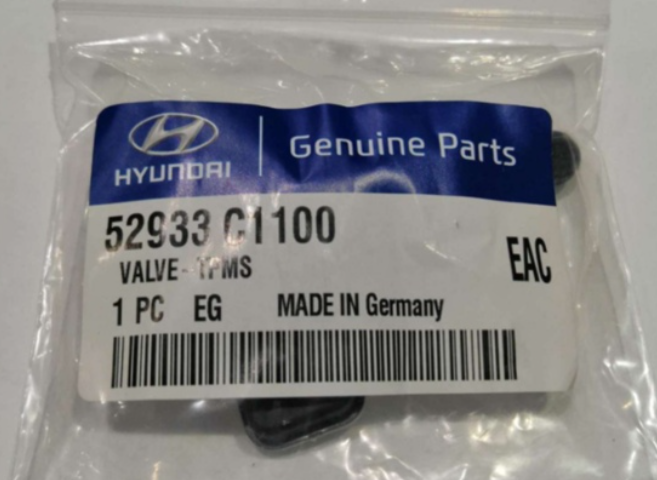 HYUNDAI
Genuine Parts
52933 C1100
VALVE- TPMS
EAC
1 PC EG MADE IN Germany